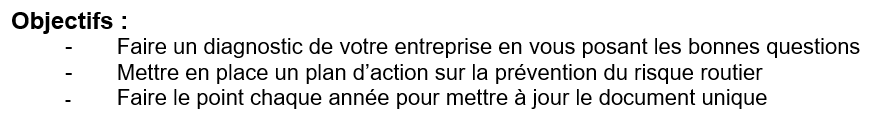 Objectifs :
- Faire un diagnostic de votre entreprise en vous posant les bonnes questions
- Mettre en place un plan d’action sur la prévention du risque routier
- Faire le point chaque année pour mettre à jour le document unique